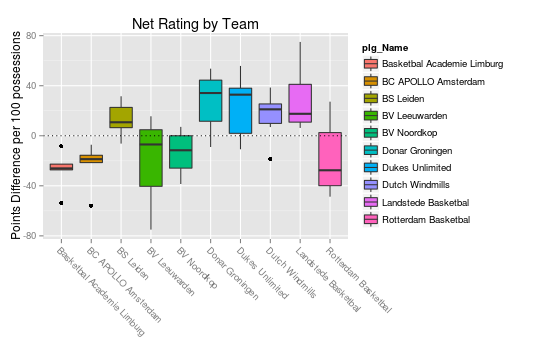 Net Rating by Team
Points Difference per 100 possessions
80
40
0
-40
-80
Basketbal Academie Limburg
BC APOLLO Amsterdam
BS Leiden
BV Leeuwarden
BV Noordkop
Donar Groningen
Dukes Unlimited
Dutch Windmills
Landstede Basketbal
Rotterdam Basketbal
plg_Name
Basketbal Academie Limburg
BC APOLLO Amsterdam
BS Leiden
BV Leeuwarden
BV Noordkop
Donar Groningen
Dukes Unlimited
Dutch Windmills
Landstede Basketbal
Rotterdam Basketbal